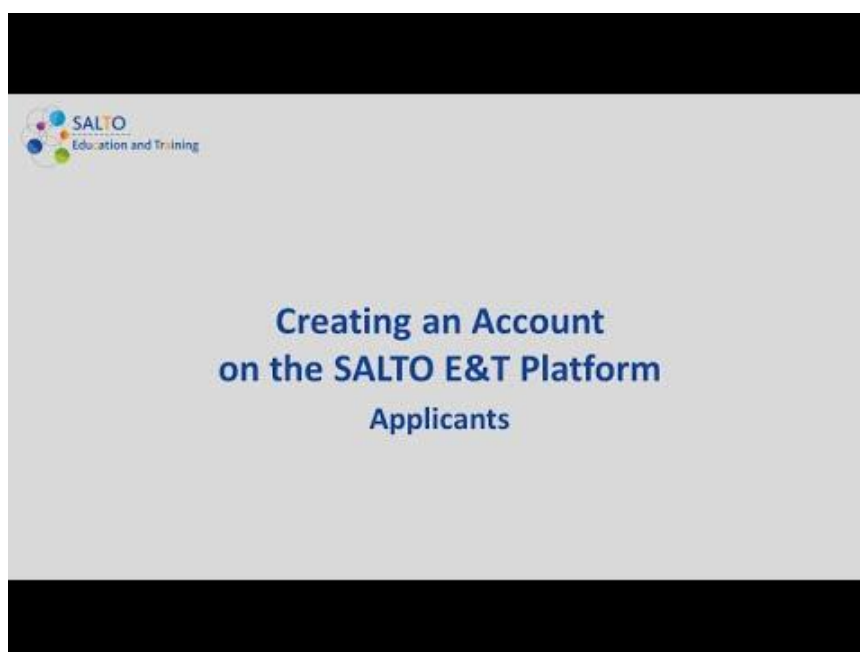 SALTO
Education and Training
Creating an Account
on the SALTO E&T Platform
Applicants